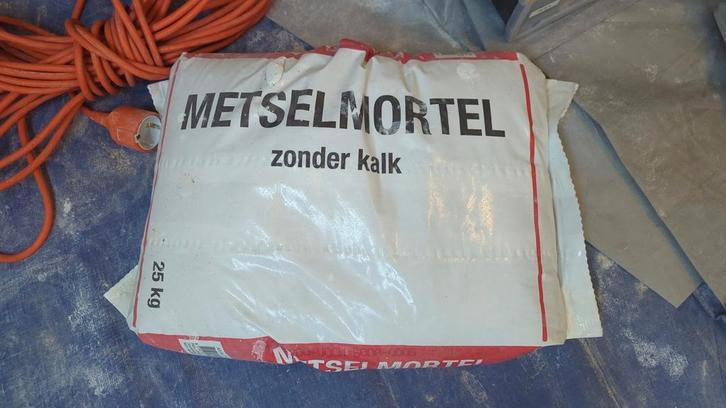 METSELMORTEL
zonder kalk
25 kg
METSELMORTEL